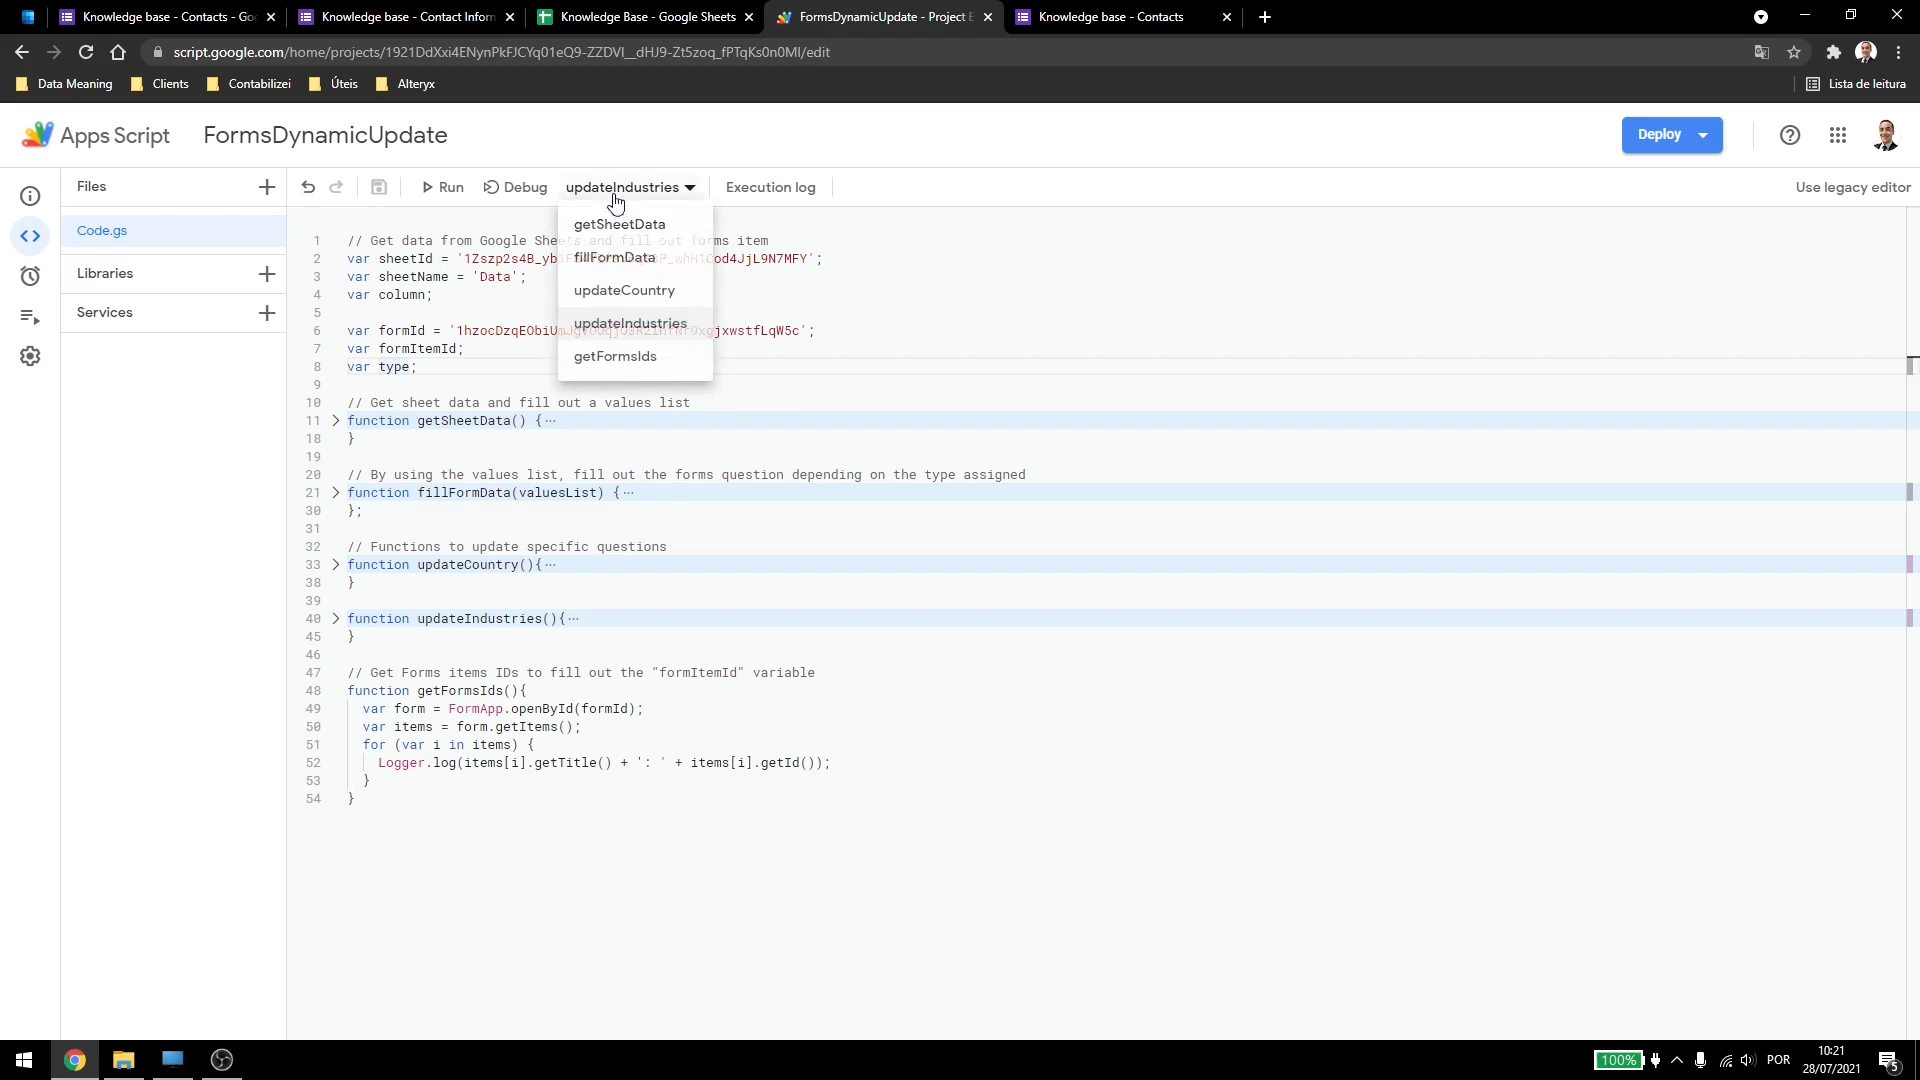 Knowledge base - Contacts - Go
Knowledge base - Contact Inforn
Knowledge Base - Google Sheets
FormsDynamicUpdate - Project E
Knowledge base - Contacts
script.google.com/home/projects/1921DdXxi4ENynPkFJCYq01eQ9-ZZDVI__dHJ9-Zt5zoq_fPTqKs0n0MI/edit
Data Meaning
Clients
Contabilizei
Úteis
Alteryx
Lista de leitura
Apps Script
FormsDynamicUpdate
Deploy
Files
Run
Debug
updateIndustries
Execution log
Use legacy editor
Code.gs
Libraries
Services
getSheetData
fillFormData
updateCountry
updateIndustries
getFormsIds
1 // Get data from Google Sheets and fill out forms item
2 var sheetId = '1Zszp2s4B_yb
od4JjL9N7MFY';
3 var sheetName = 'Data';
4 var column;
5
6 var formId = '1hzocDzqEObiUm
jxwstfLqW5c';
7 var formItemId;
8 var type;
9
10 // Get sheet data and fill out a values list
11 function getSheetData() {···
18 }
19
20 // By using the values list, fill out the forms question depending on the type assigned
21 function fillFormData(valuesList) {···
30 };
31
32 // Functions to update specific questions
33 function updateCountry(){···
38 }
39
40 function updateIndustries(){···
45 }
46
47 // Get Forms items IDs to fill out the "formItemId" variable
48 function getFormsIds(){
49 var form = FormApp.openById(formId);
50 var items = form.getItems();
51 for (var i in items) {
52 Logger.log(items[i].getTitle() + ': ' + items[i].getId());
53 }
54 }
100%
POR
10:21
28/07/2021
5